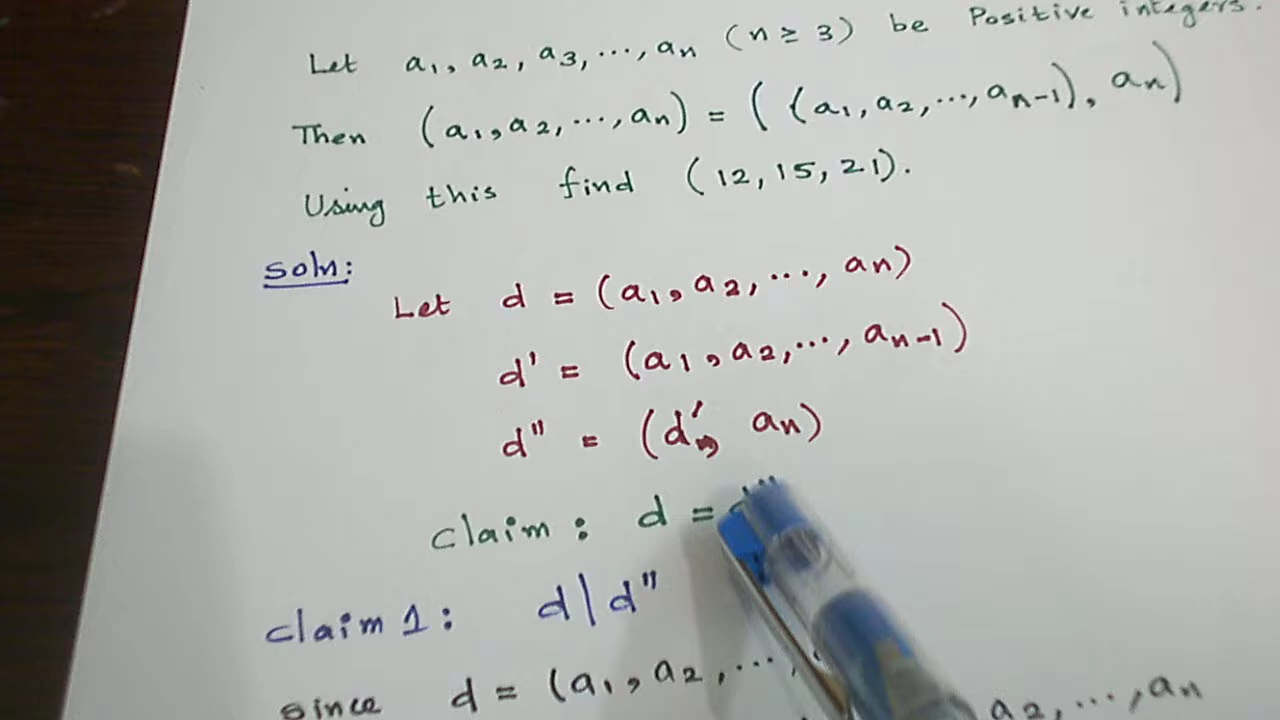 Let a1, a2, a3, ..., an (n ≥ 3) be Positive integers.
Then (a1, a2, ..., an) = ((a1, a2, ..., an-1), an)
Using this find (12, 15, 21).
Soln:
Let d = (a1, a2, ..., an)
d' = (a1, a2, ..., an-1)
d" = (d', an)
claim : d =
claim 1: d | d"
since d = (a1, a2, ...,
a2, ..., an